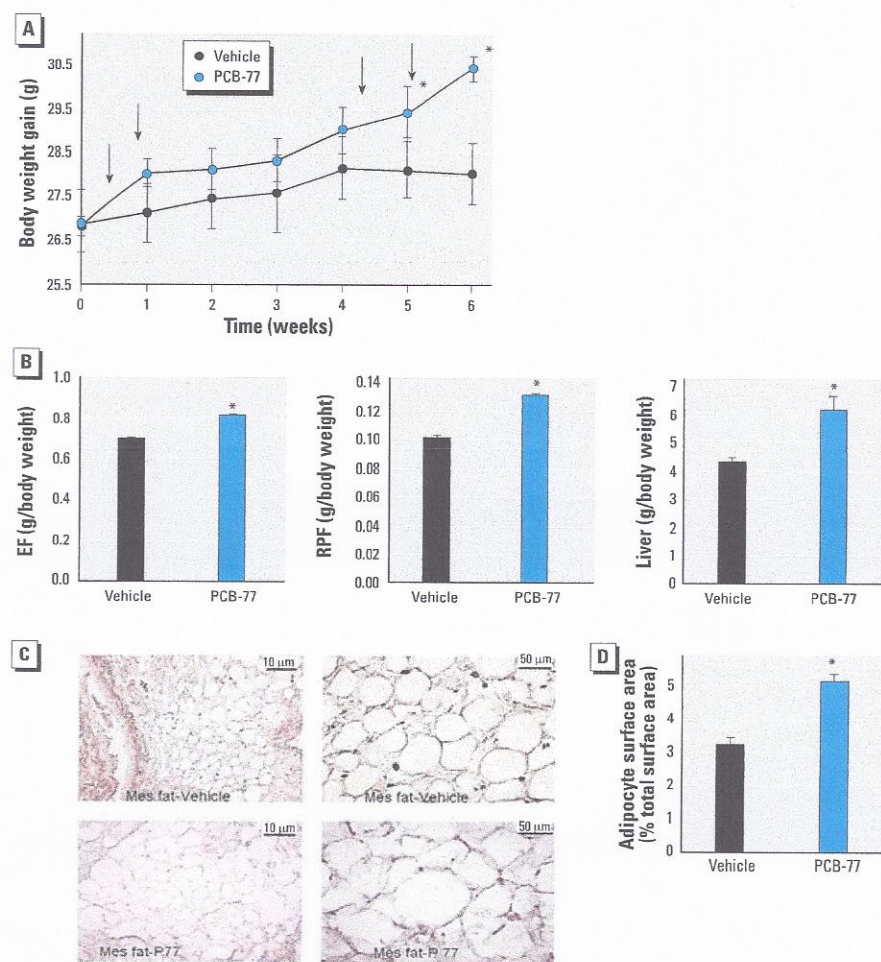 A
Vehicle
PCB-77
Body weight gain (g)
30.5
29.5
28.5
27.5
26.5
25.5
*
*
0 1 2 3 4 5 6
Time (weeks)
B
EF (g/body weight)
1.0
0.8
0.6
0.4
0.2
0.0
*
Vehicle PCB-77
RPF (g/body weight)
0.14
0.12
0.10
0.08
0.06
0.04
0.02
0.00
*
Vehicle PCB-77
Liver (g/body weight)
7
6
5
4
3
2
1
0
*
Vehicle PCB-77
C
10 μm
Mes fat-Vehicle
50 μm
Mes fat-Vehicle
10 μm
Mes fat-P77
50 μm
Mes fat-P 77
D
Adipocyte surface area
(% total surface area)
5
4
3
2
1
0
*
Vehicle PCB-77